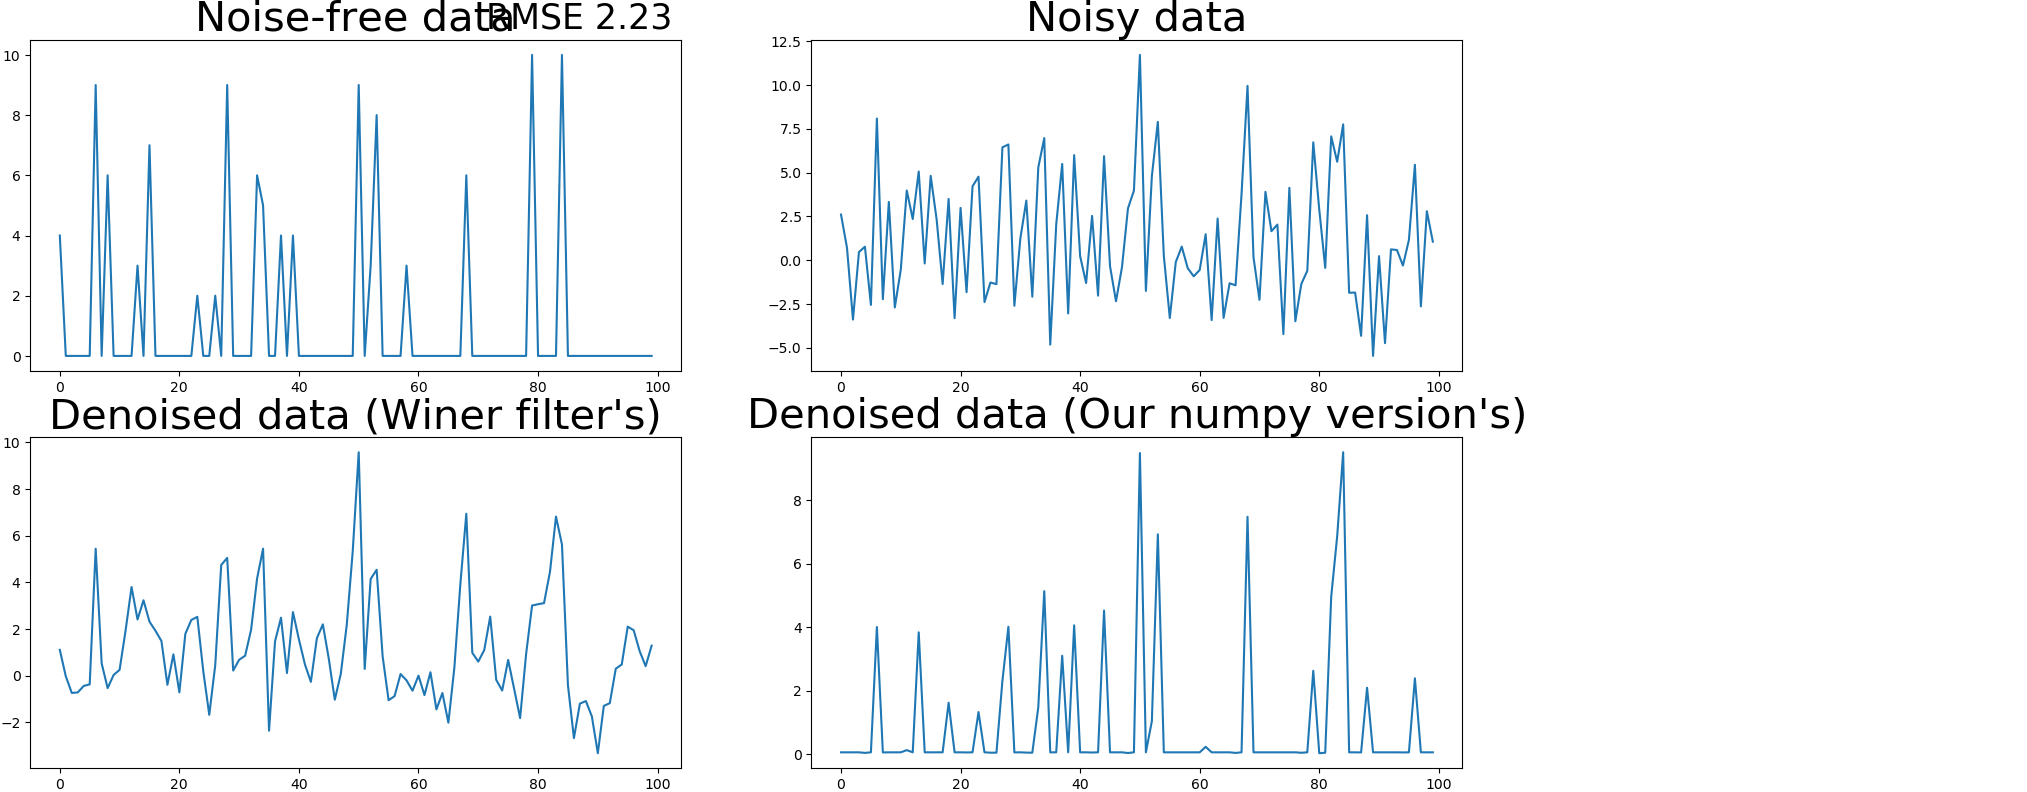 Noise-free data
RMSE 2.23
10
8
6
4
2
0
0 20 40 60 80 100
Noisy data
12.5
10.0
7.5
5.0
2.5
0.0
−2.5
−5.0
0 20 40 60 80 100
Denoised data (Winer filter's)
10
8
6
4
2
0
−2
0 20 40 60 80 100
Denoised data (Our numpy version's)
8
6
4
2
0
0 20 40 60 80 100